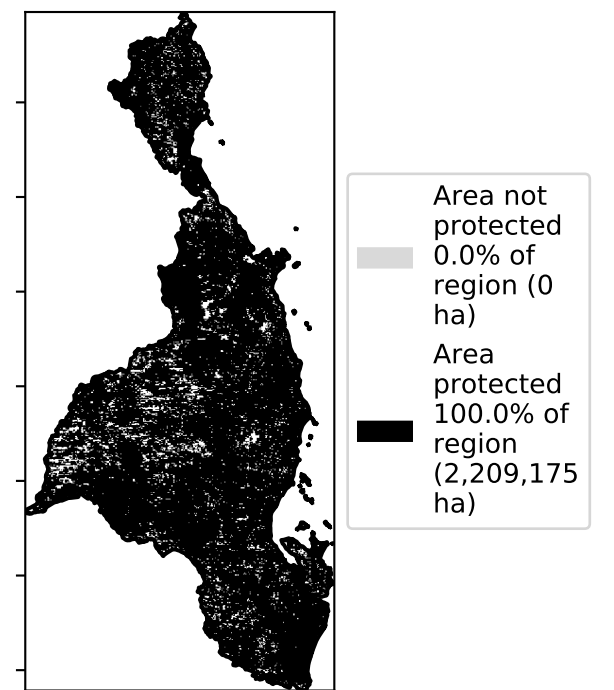 Area not
protected
0.0% of
region (0
ha)
Area
protected
100.0% of
region
(2,209,175
ha)